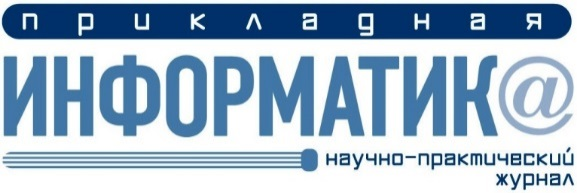 прикладная
ИНФОРМАТИК@
научно-практический
журнал